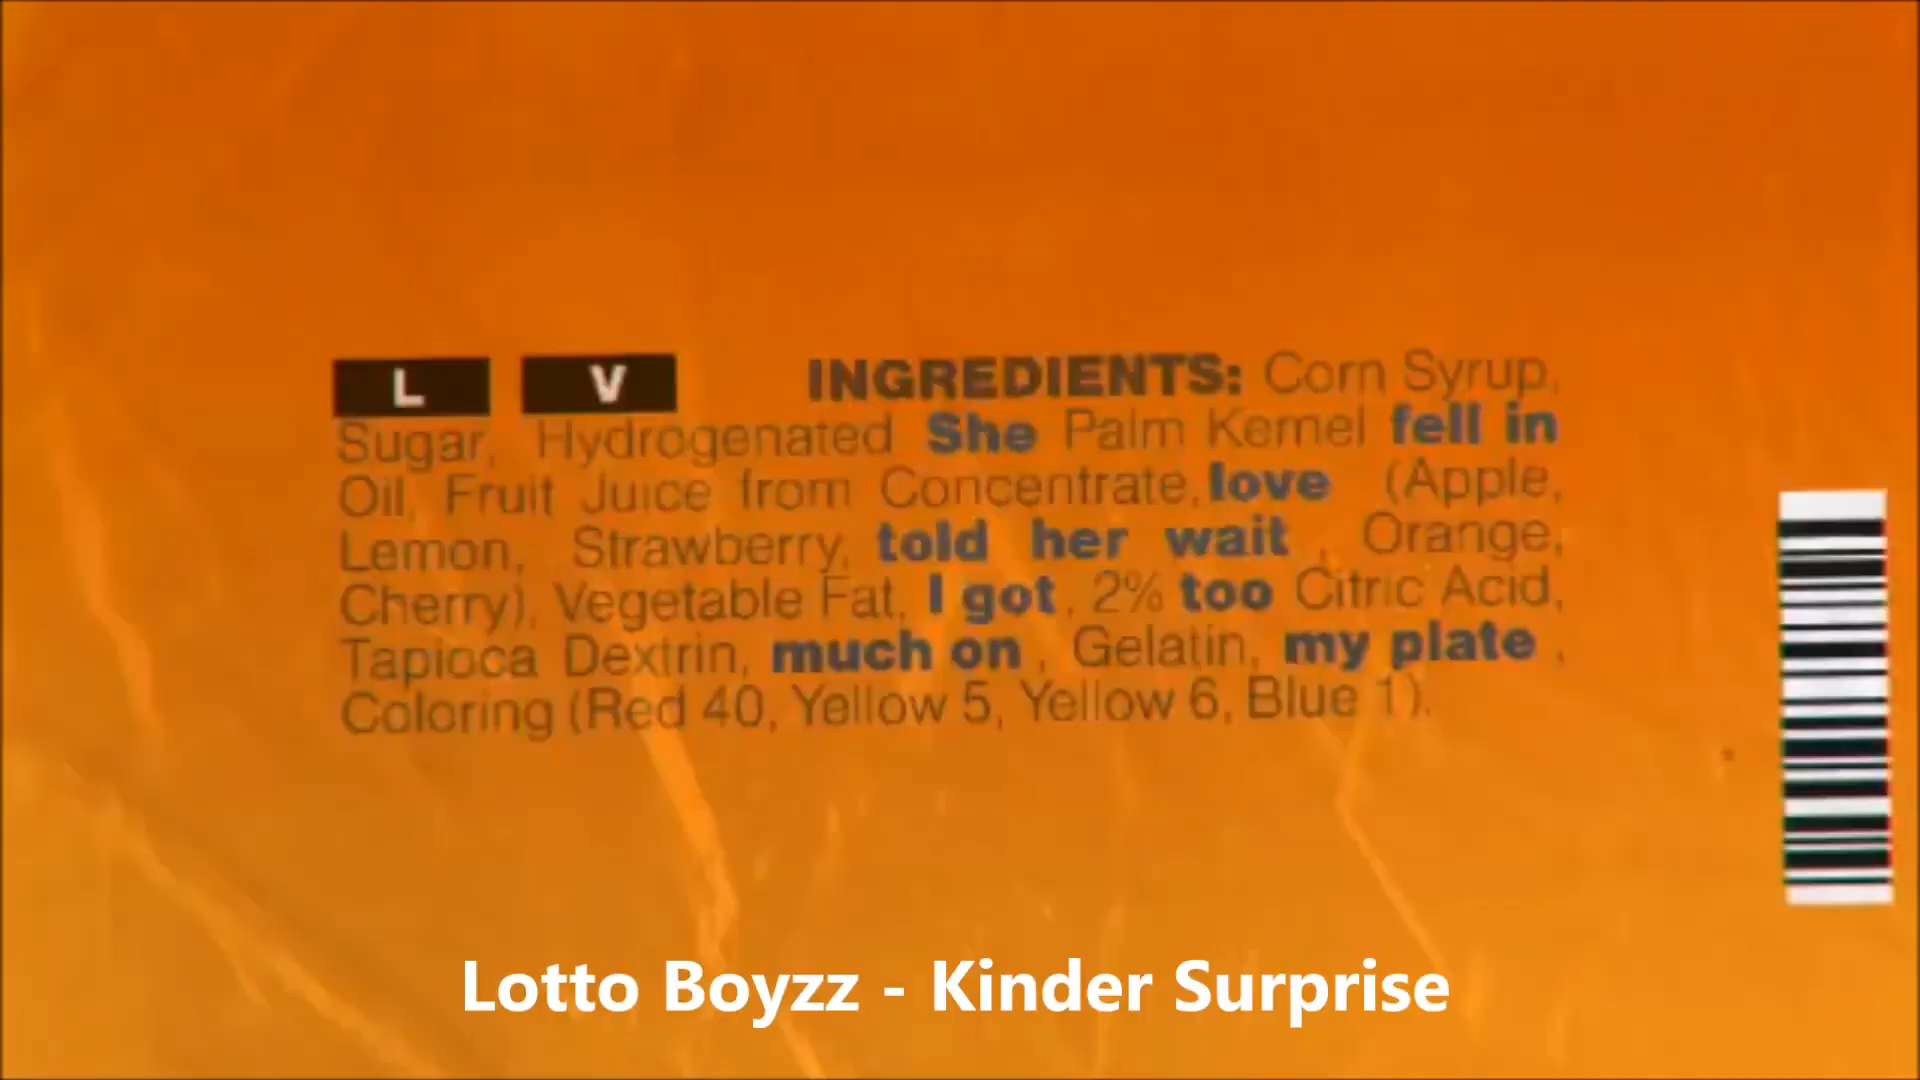 L V INGREDIENTS: Corn Syrup,
Sugar, Hydrogenated She Palm Kernel fell in
Oil, Fruit Juice from Concentrate, love (Apple,
Lemon, Strawberry, told her wait , Orange,
Cherry), Vegetable Fat, I got , 2% too Citric Acid,
Tapioca Dextrin, much on , Gelatin, my plate ,
Coloring (Red 40, Yellow 5, Yellow 6, Blue 1).
Lotto Boyzz - Kinder Surprise